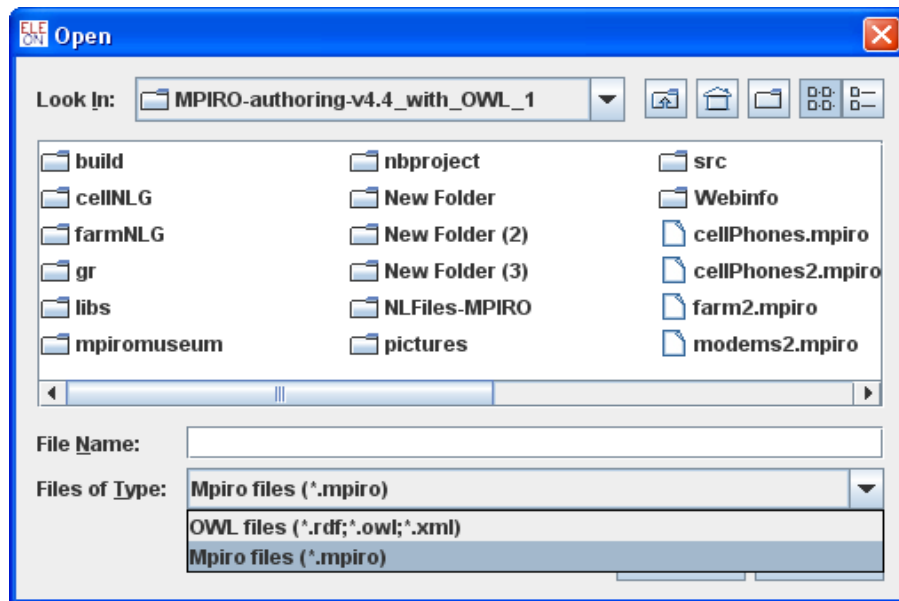 ELE
ON Open
Look In: MPIRO-authoring-v4.4_with_OWL_1
build nbproject src
cellNLG New Folder Webinfo
farmNLG New Folder (2) cellPhones.mpiro
gr New Folder (3) cellPhones2.mpiro
libs NLFiles-MPIRO farm2.mpiro
mpiromuseum pictures modems2.mpiro
File Name:
Files of Type: Mpiro files (*.mpiro)
OWL files (*.rdf;*.owl;*.xml)
Mpiro files (*.mpiro)